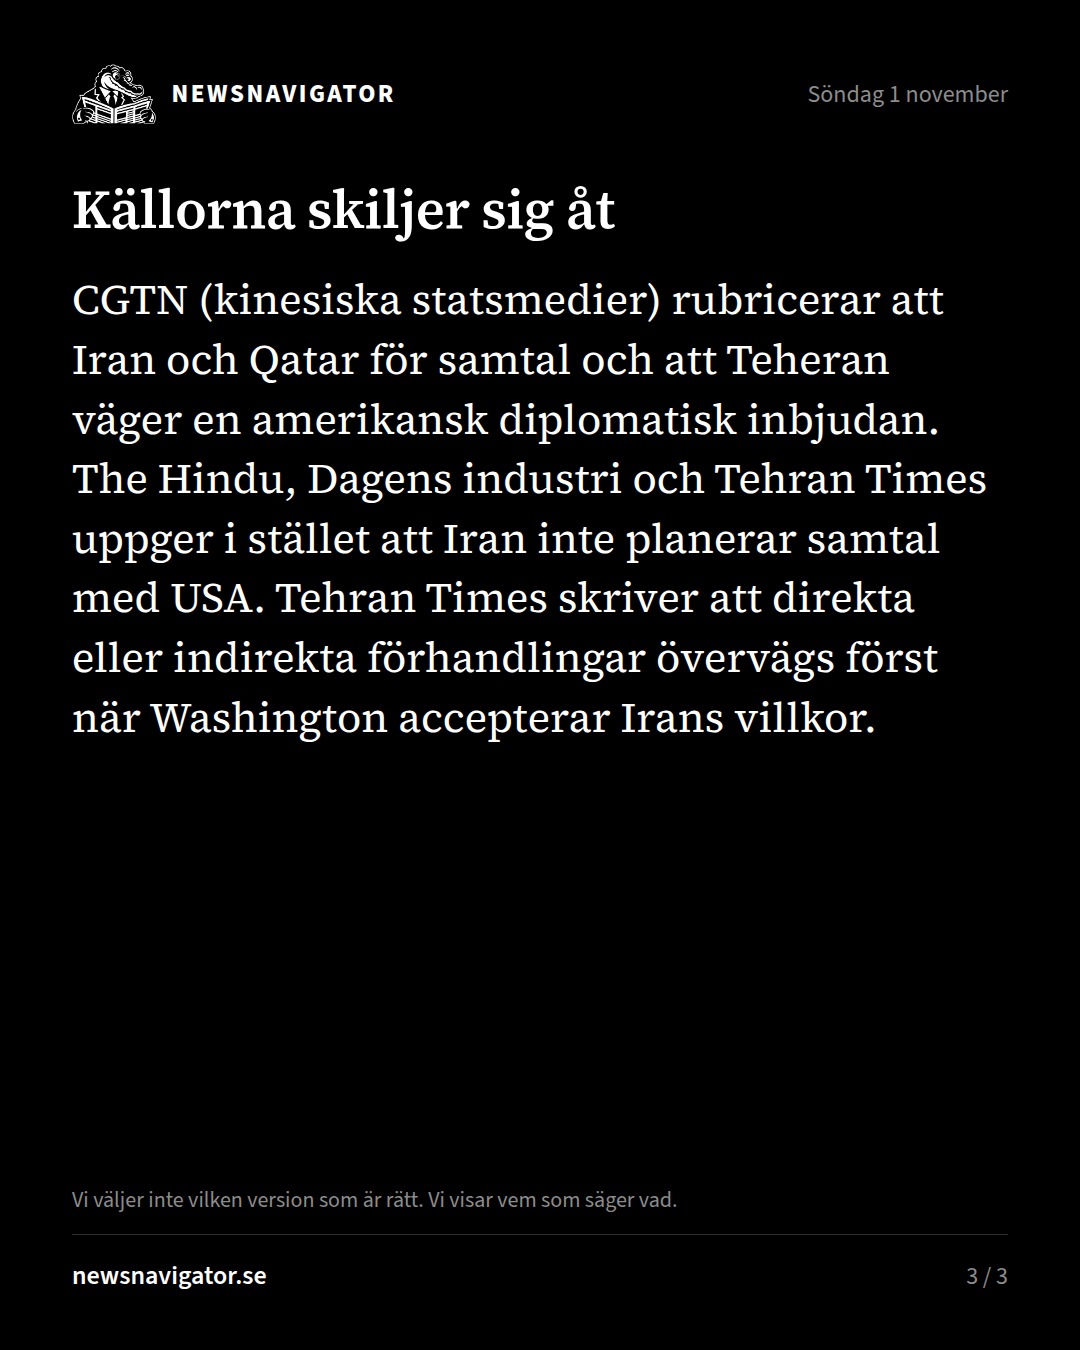 NEWSNAVIGATOR
Söndag 1 november
Källorna skiljer sig åt
CGTN (kinesiska statsmedier) rubricerar att
Iran och Qatar för samtal och att Teheran
väger en amerikansk diplomatisk inbjudan.
The Hindu, Dagens industri och Tehran Times
uppger i stället att Iran inte planerar samtal
med USA. Tehran Times skriver att direkta
eller indirekta förhandlingar övervägs först
när Washington accepterar Irans villkor.
Vi väljer inte vilken version som är rätt. Vi visar vem som säger vad.
newsnavigator.se
3 / 3